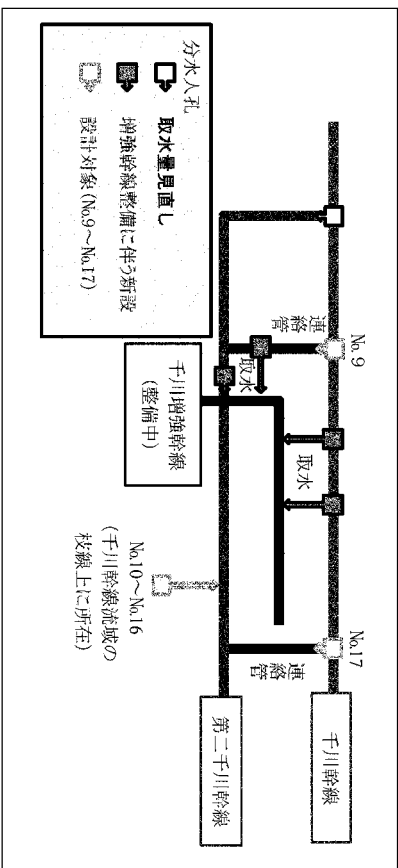 分水人孔
取水量見直し
増強幹線整備に伴う新設
設計対象(No.9～No.17)
連絡管
No.9
取水
取水
千川増強幹線
(整備中)
No.10～No.16
(千川幹線流域の
枝線上に所在)
No.17
連絡管
第二千川幹線
千川幹線